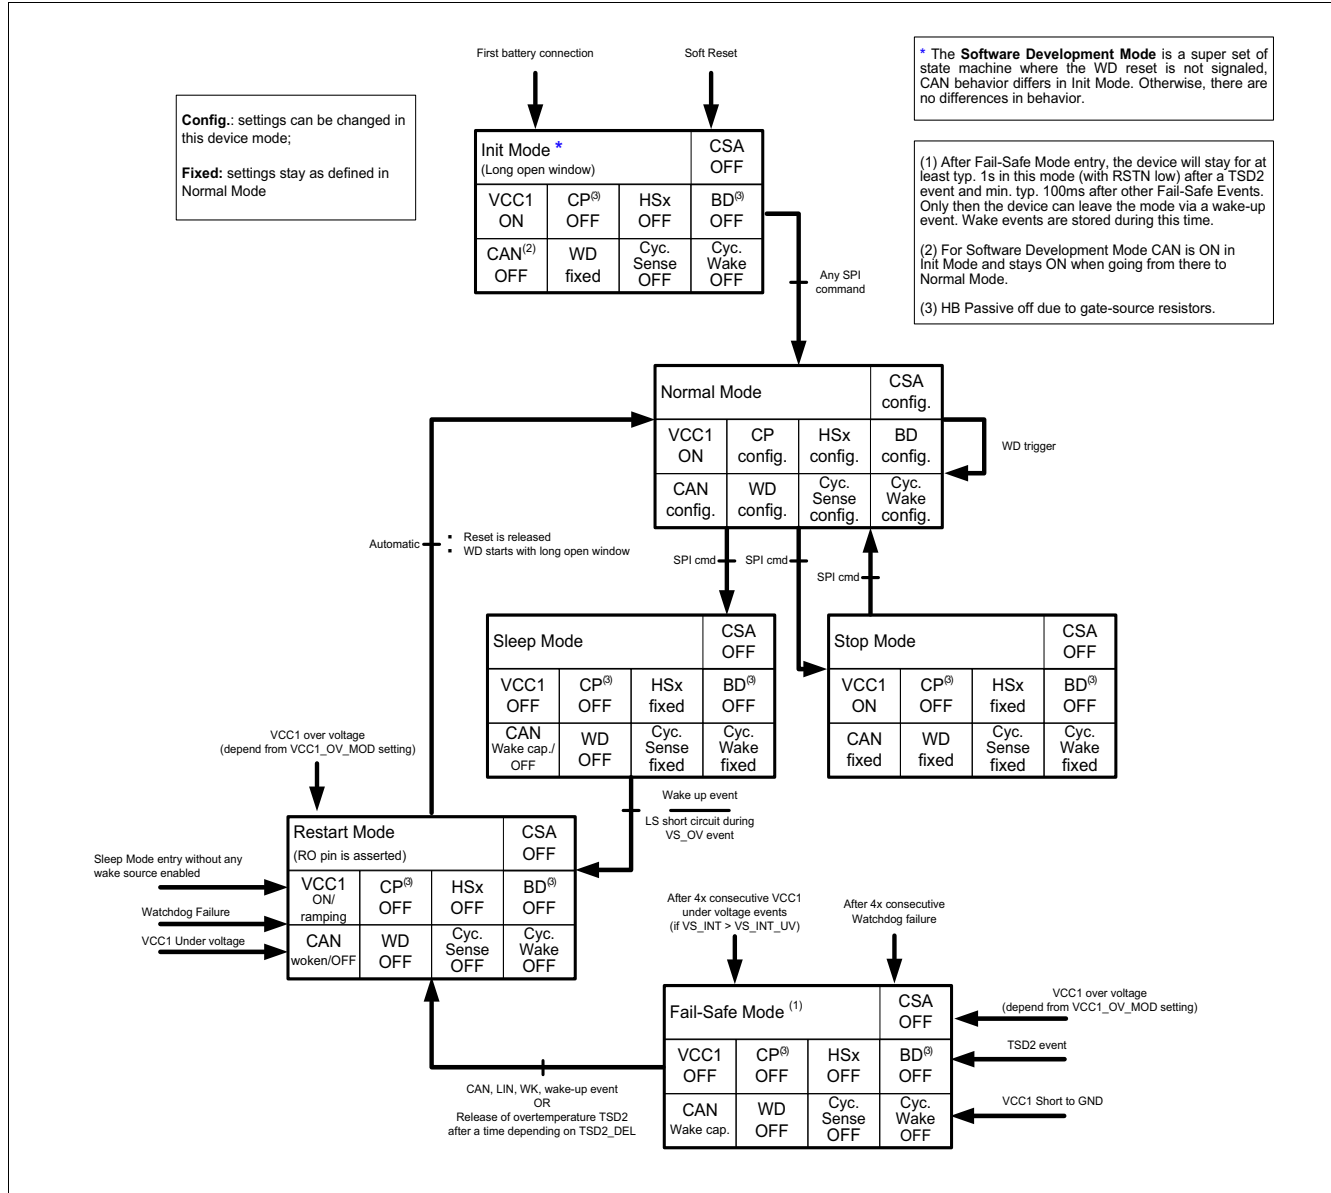 First battery connection
Soft Reset
* The Software Development Mode is a super set of
state machine where the WD reset is not signaled,
CAN behavior differs in Init Mode. Otherwise, there are
no differences in behavior.
Config.: settings can be changed in
this device mode;
Fixed: settings stay as defined in
Normal Mode
(1) After Fail-Safe Mode entry, the device will stay for at
least typ. 1s in this mode (with RSTN low) after a TSD2
event and min. typ. 100ms after other Fail-Safe Events.
Only then the device can leave the mode via a wake-up
event. Wake events are stored during this time.
(2) For Software Development Mode CAN is ON in
Init Mode and stays ON when going from there to
Normal Mode.
(3) HB Passive off due to gate-source resistors.
Init Mode *
(Long open window)
CSA
OFF
VCC1
ON
CP(3)
OFF
HSx
OFF
BD(3)
OFF
CAN(2)
OFF
WD
fixed
Cyc.
Sense
OFF
Cyc.
Wake
OFF
Any SPI
command
Normal Mode
CSA
config.
VCC1
ON
CP
config.
HSx
config.
BD
config.
CAN
config.
WD
config.
Cyc.
Sense
config.
Cyc.
Wake
config.
WD trigger
Automatic
▪ Reset is released
▪ WD starts with long open window
SPI cmd
SPI cmd
SPI cmd
Sleep Mode
CSA
OFF
VCC1
OFF
CP(3)
OFF
HSx
fixed
BD(3)
OFF
CAN
Wake cap./
OFF
WD
OFF
Cyc.
Sense
fixed
Cyc.
Wake
fixed
Stop Mode
CSA
OFF
VCC1
ON
CP(3)
OFF
HSx
fixed
BD(3)
OFF
CAN
fixed
WD
fixed
Cyc.
Sense
fixed
Cyc.
Wake
fixed
VCC1 over voltage
(depend from VCC1_OV_MOD setting)
Wake up event
LS short circuit during
VS_OV event
Restart Mode
(RO pin is asserted)
CSA
OFF
VCC1
ON/
ramping
CP(3)
OFF
HSx
OFF
BD(3)
OFF
CAN
woken/OFF
WD
OFF
Cyc.
Sense
OFF
Cyc.
Wake
OFF
Sleep Mode entry without any
wake source enabled
Watchdog Failure
VCC1 Under voltage
After 4x consecutive VCC1
under voltage events
(if VS_INT > VS_INT_UV)
After 4x consecutive
Watchdog failure
Fail-Safe Mode (1)
CSA
OFF
VCC1
OFF
CP(3)
OFF
HSx
OFF
BD(3)
OFF
CAN
Wake cap.
WD
OFF
Cyc.
Sense
OFF
Cyc.
Wake
OFF
VCC1 over voltage
(depend from VCC1_OV_MOD setting)
TSD2 event
VCC1 Short to GND
CAN, LIN, WK, wake-up event
OR
Release of overtemperature TSD2
after a time depending on TSD2_DEL